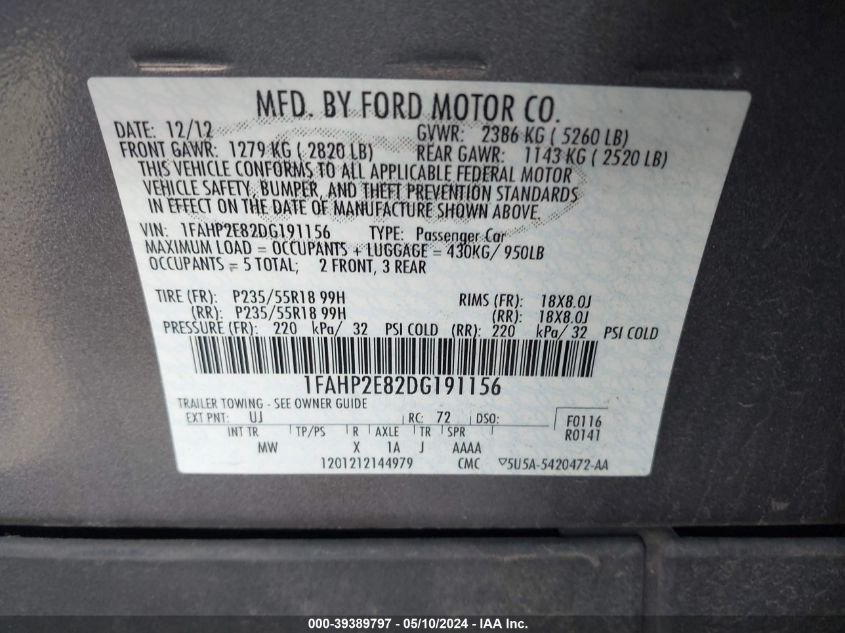 MFD. BY FORD MOTOR CO.
DATE: 12/12 GVWR: 2386 KG ( 5260 LB)
FRONT GAWR: 1279 KG ( 2820 LB) REAR GAWR: 1143 KG ( 2520 LB)
THIS VEHICLE CONFORMS TO ALL APPLICABLE FEDERAL MOTOR
VEHICLE SAFETY, BUMPER, AND THEFT PREVENTION STANDARDS
IN EFFECT ON THE DATE OF MANUFACTURE SHOWN ABOVE.
VIN: 1FAHP2E82DG191156 TYPE: Passenger Car
MAXIMUM LOAD = OCCUPANTS + LUGGAGE = 430KG/ 950LB
OCCUPANTS = 5 TOTAL; 2 FRONT, 3 REAR
TIRE (FR): P235/55R18 99H RIMS (FR): 18X8.0J
(RR): P235/55R18 99H (RR): 18X8.0J
PRESSURE (FR): 220 kPa/ 32 PSI COLD (RR): 220 kPa/ 32 PSI COLD
1FAHP2E82DG191156
TRAILER TOWING - SEE OWNER GUIDE
EXT PNT: UJ RC: 72 DSO: F0116
R0141
INT TR TP/PS R AXLE TR SPR
MW X 1A J AAAA
1201212144979 CMC ▽5U5A-5420472-AA
000-39389797 - 05/10/2024 - IAA Inc.